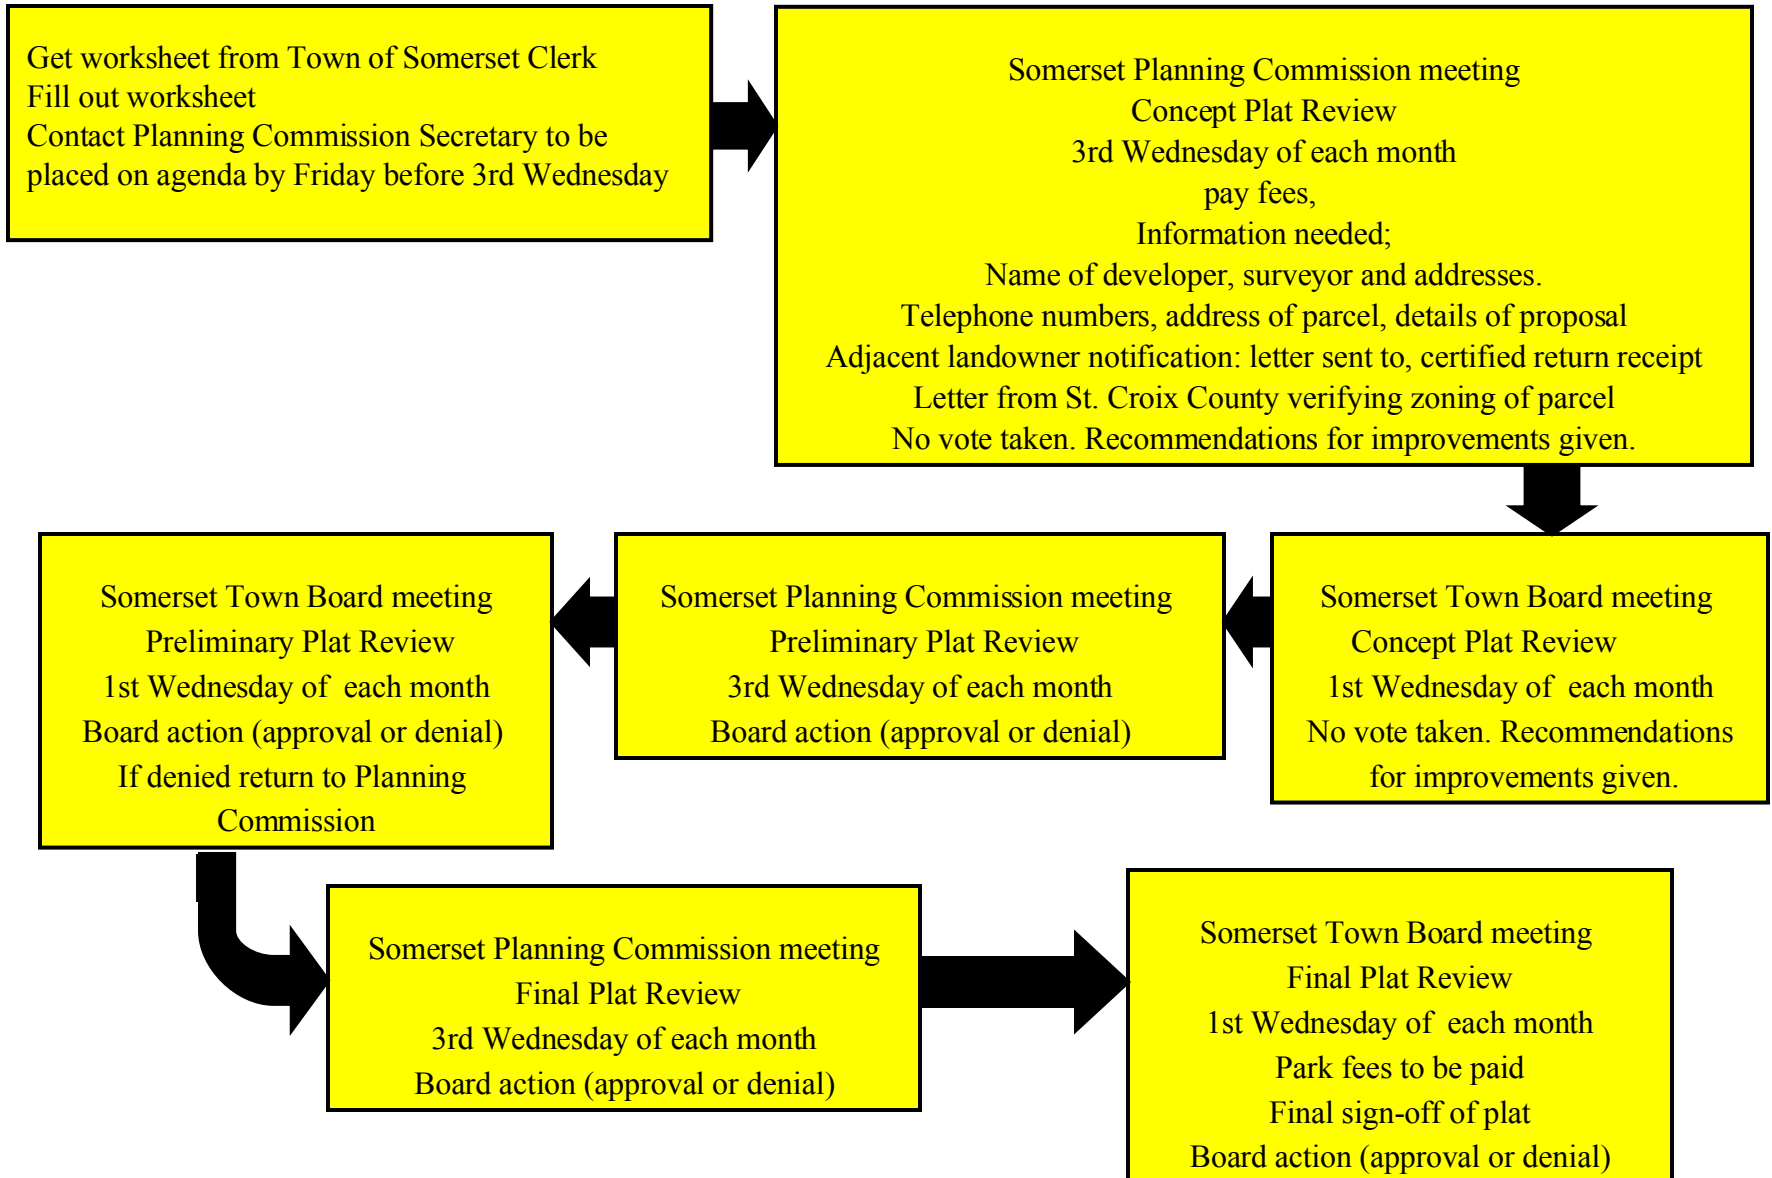 Get worksheet from Town of Somerset Clerk
Fill out worksheet
Contact Planning Commission Secretary to be
placed on agenda by Friday before 3rd Wednesday
Somerset Planning Commission meeting
Concept Plat Review
3rd Wednesday of each month
pay fees,
Information needed;
Name of developer, surveyor and addresses.
Telephone numbers, address of parcel, details of proposal
Adjacent landowner notification: letter sent to, certified return receipt
Letter from St. Croix County verifying zoning of parcel
No vote taken. Recommendations for improvements given.
Somerset Town Board meeting
Concept Plat Review
1st Wednesday of each month
No vote taken. Recommendations
for improvements given.
Somerset Planning Commission meeting
Preliminary Plat Review
3rd Wednesday of each month
Board action (approval or denial)
Somerset Town Board meeting
Preliminary Plat Review
1st Wednesday of each month
Board action (approval or denial)
If denied return to Planning
Commission
Somerset Planning Commission meeting
Final Plat Review
3rd Wednesday of each month
Board action (approval or denial)
Somerset Town Board meeting
Final Plat Review
1st Wednesday of each month
Park fees to be paid
Final sign-off of plat
Board action (approval or denial)